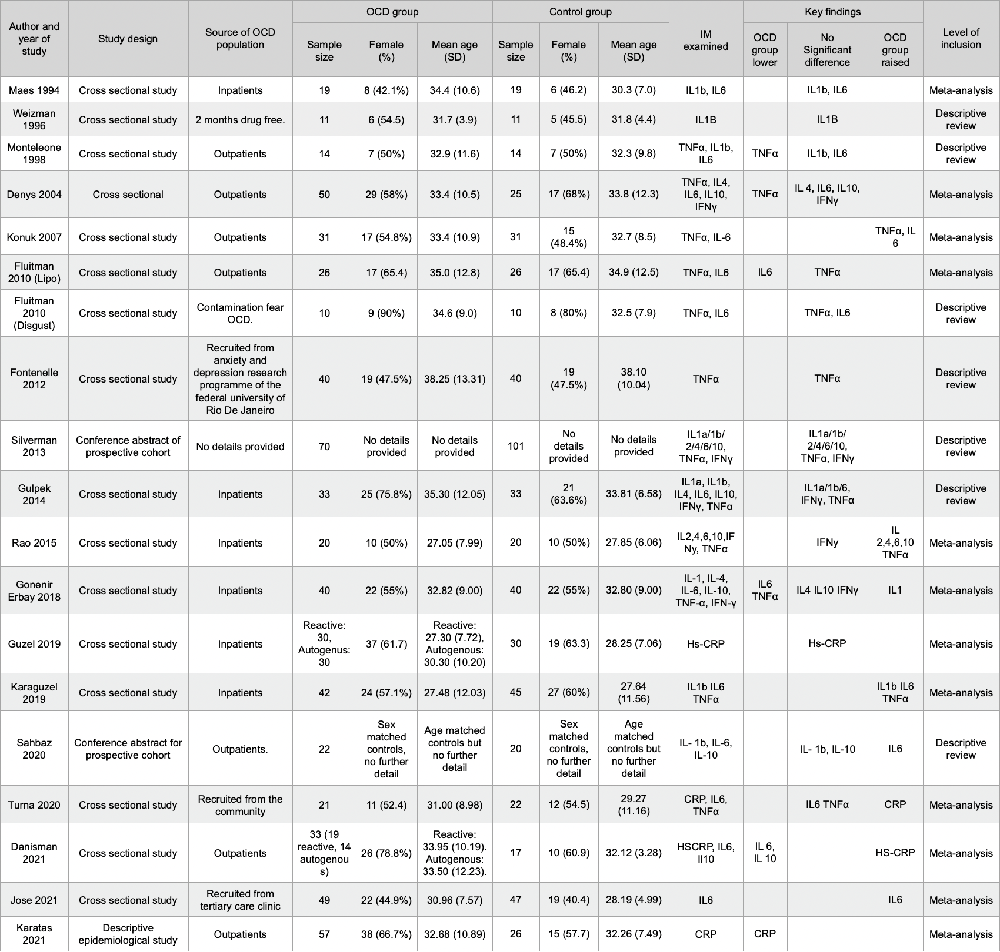 Author and year of study | Study design | Source of OCD population | OCD group | Control group | IM examined | Key findings | Level of inclusion
Sample size | Female (%) | Mean age (SD) | Sample size | Female (%) | Mean age (SD) | OCD group lower | No Significant difference | OCD group raised
Maes 1994 | Cross sectional study | Inpatients | 19 | 8 (42.1%) | 34.4 (10.6) | 19 | 6 (46.2) | 30.3 (7.0) | IL1b, IL6 | | IL1b, IL6 | | Meta-analysis
Weizman 1996 | Cross sectional study | 2 months drug free. | 11 | 6 (54.5) | 31.7 (3.9) | 11 | 5 (45.5) | 31.8 (4.4) | IL1B | | IL1B | | Descriptive review
Monteleone 1998 | Cross sectional study | Outpatients | 14 | 7 (50%) | 32.9 (11.6) | 14 | 7 (50%) | 32.3 (9.8) | TNFα, IL1b, IL6 | TNFα | IL1b, IL6 | | Descriptive review
Denys 2004 | Cross sectional | Outpatients | 50 | 29 (58%) | 33.4 (10.5) | 25 | 17 (68%) | 33.8 (12.3) | TNFα, IL4, IL6, IL10, IFNγ | TNFα | IL 4, IL6, IL10, IFNγ | | Meta-analysis
Konuk 2007 | Cross sectional study | Outpatients | 31 | 17 (54.8%) | 33.4 (10.9) | 31 | 15 (48.4%) | 32.7 (8.5) | TNFα, IL-6 | | | TNFα, IL 6 | Meta-analysis
Fluitman 2010 (Lipo) | Cross sectional study | Outpatients | 26 | 17 (65.4) | 35.0 (12.8) | 26 | 17 (65.4) | 34.9 (12.5) | TNFα, IL6 | IL6 | TNFα | | Meta-analysis
Fluitman 2010 (Disgust) | Cross sectional study | Contamination fear OCD. | 10 | 9 (90%) | 34.6 (9.0) | 10 | 8 (80%) | 32.5 (7.9) | TNFα, IL6 | | TNFα, IL6 | | Descriptive review
Fontenelle 2012 | Cross sectional study | Recruited from anxiety and depression research programme of the federal university of Rio De Janeiro | 40 | 19 (47.5%) | 38.25 (13.31) | 40 | 19 (47.5%) | 38.10 (10.04) | TNFα | | TNFα | | Descriptive review
Silverman 2013 | Conference abstract of prospective cohort | No details provided | 70 | No details provided | No details provided | 101 | No details provided | No details provided | IL1a/1b/ 2/4/6/10, TNFα, IFNγ | | IL1a/1b/ 2/4/6/10, TNFα, IFNγ | | Descriptive review
Gulpek 2014 | Cross sectional study | Inpatients | 33 | 25 (75.8%) | 35.30 (12.05) | 33 | 21 (63.6%) | 33.81 (6.58) | IL1a, IL1b, IL4, IL6, IL10, IFNγ, TNFα | | IL1a/1b/6, IFNγ, TNFα | | Descriptive review
Rao 2015 | Cross sectional study | Inpatients | 20 | 10 (50%) | 27.05 (7.99) | 20 | 10 (50%) | 27.85 (6.06) | IL2,4,6,10,IF Ny, TNFα | | IFNy | IL 2,4,6,10 TNFα | Meta-analysis
Gonenir Erbay 2018 | Cross sectional study | Inpatients | 40 | 22 (55%) | 32.82 (9.00) | 40 | 22 (55%) | 32.80 (9.00) | IL-1, IL-4, IL-6, IL-10, TNF-α, IFN-γ | IL6 TNFα | IL4 IL10 IFNγ | IL1 | Meta-analysis
Guzel 2019 | Cross sectional study | Inpatients | Reactive: 30, Autogenus: 30 | 37 (61.7) | Reactive: 27.30 (7.72), Autogenous: 30.30 (10.20) | 30 | 19 (63.3) | 28.25 (7.06) | Hs-CRP | | Hs-CRP | | Meta-analysis
Karaguzel 2019 | Cross sectional study | Inpatients | 42 | 24 (57.1%) | 27.48 (12.03) | 45 | 27 (60%) | 27.64 (11.56) | IL1b IL6 TNFα | | | IL1b IL6 TNFα | Meta-analysis
Sahbaz 2020 | Conference abstract for prospective cohort | Outpatients. | 22 | Sex matched controls, no further detail | Age matched controls but no further detail | 20 | Sex matched controls, no further detail | Age matched controls but no further detail | IL- 1b, IL-6, IL-10 | | IL- 1b, IL-10 | IL6 | Descriptive review
Turna 2020 | Cross sectional study | Recruited from the community | 21 | 11 (52.4) | 31.00 (8.98) | 22 | 12 (54.5) | 29.27 (11.16) | CRP, IL6, TNFα | | IL6 TNFα | CRP | Meta-analysis
Danisman 2021 | Cross sectional study | Outpatients | 33 (19 reactive, 14 autogenou s) | 26 (78.8%) | Reactive: 33.95 (10.19). Autogenous: 33.50 (12.23). | 17 | 10 (60.9) | 32.12 (3.28) | HSCRP, IL6, Il10 | IL 6, IL 10 | | HS-CRP | Meta-analysis
Jose 2021 | Cross sectional study | Recruited from tertiary care clinic | 49 | 22 (44.9%) | 30.96 (7.57) | 47 | 19 (40.4) | 28.19 (4.99) | IL6 | | | IL6 | Meta-analysis
Karatas 2021 | Descriptive epidemiological study | Outpatients | 57 | 38 (66.7%) | 32.68 (10.89) | 26 | 15 (57.7) | 32.26 (7.49) | CRP | CRP | | | Meta-analysis